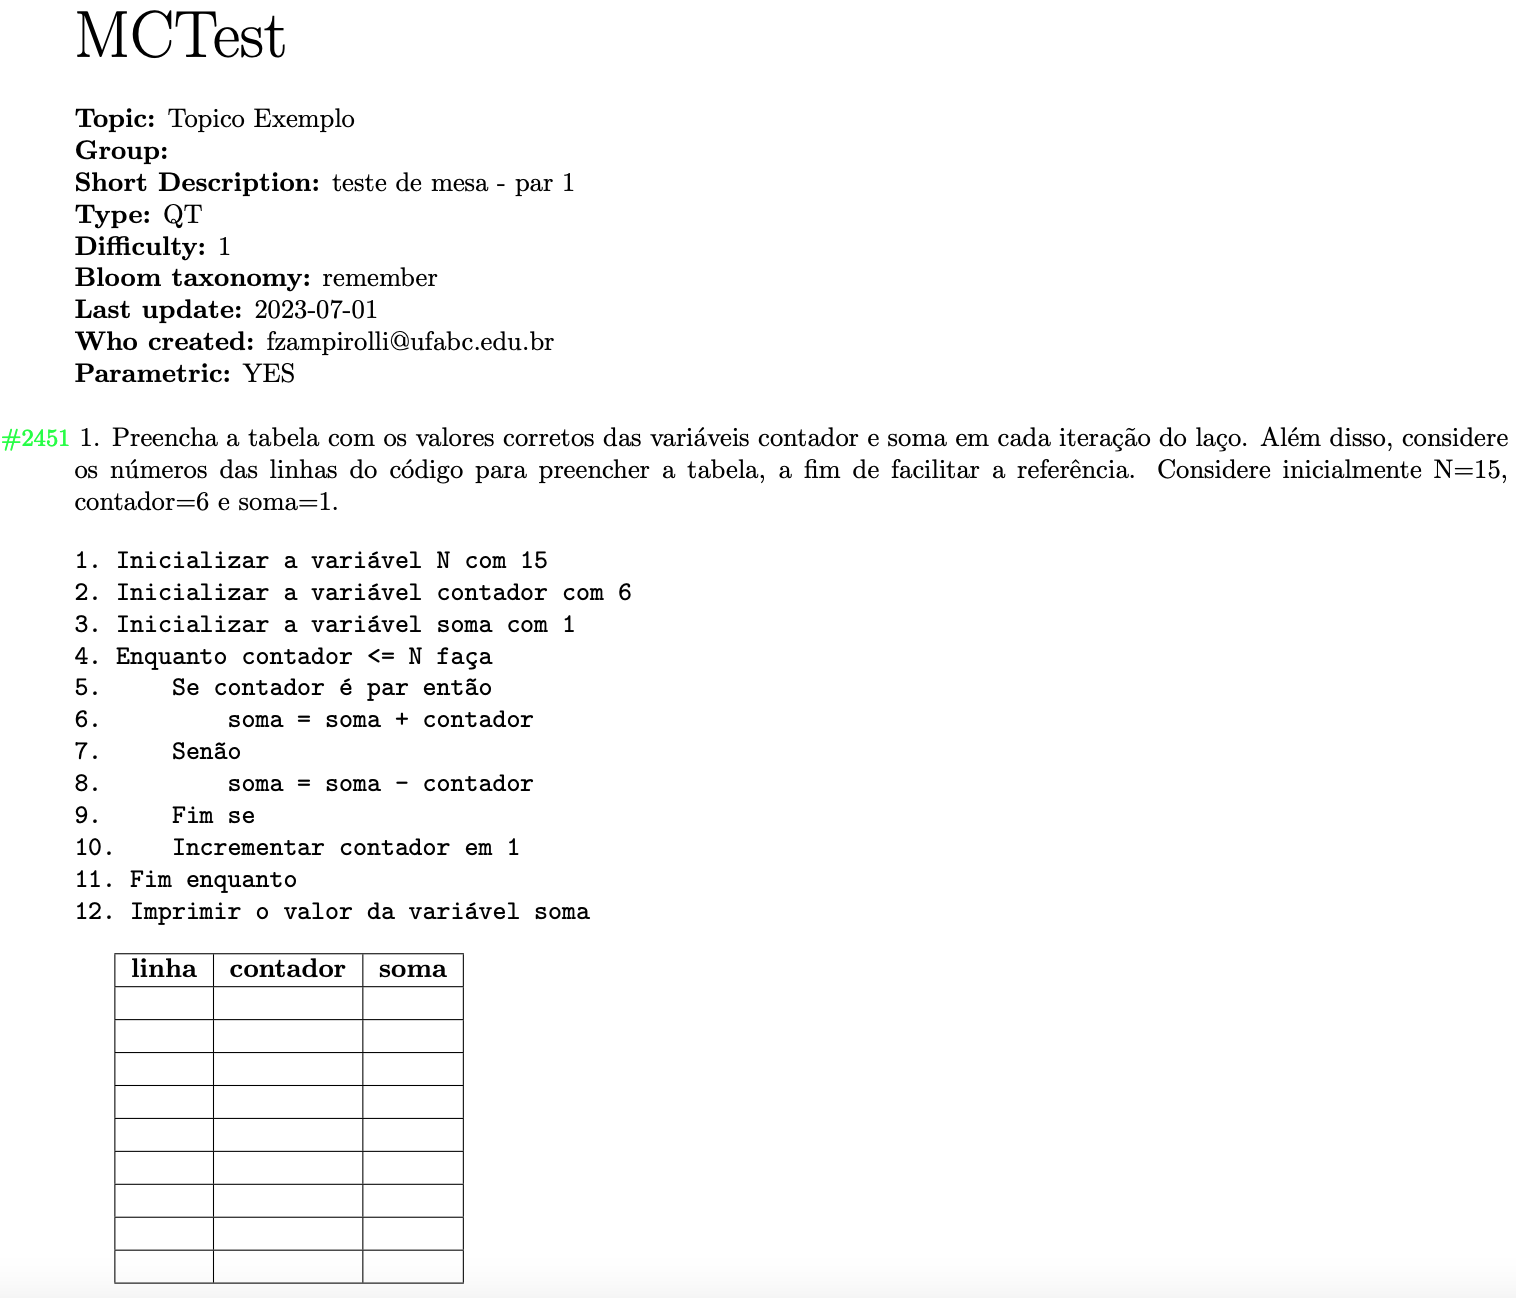 MCTest
Topic: Topico Exemplo
Group:
Short Description: teste de mesa - par 1
Type: QT
Difficulty: 1
Bloom taxonomy: remember
Last update: 2023-07-01
Who created: fzampirolli@ufabc.edu.br
Parametric: YES
#2451 1. Preencha a tabela com os valores corretos das variáveis contador e soma em cada iteração do laço. Além disso, considere
os números das linhas do código para preencher a tabela, a fim de facilitar a referência. Considere inicialmente N=15,
contador=6 e soma=1.
1. Inicializar a variável N com 15
2. Inicializar a variável contador com 6
3. Inicializar a variável soma com 1
4. Enquanto contador <= N faça
5.     Se contador é par então
6.         soma = soma + contador
7.     Senão
8.         soma = soma - contador
9.     Fim se
10.    Incrementar contador em 1
11. Fim enquanto
12. Imprimir o valor da variável soma
linha contador soma